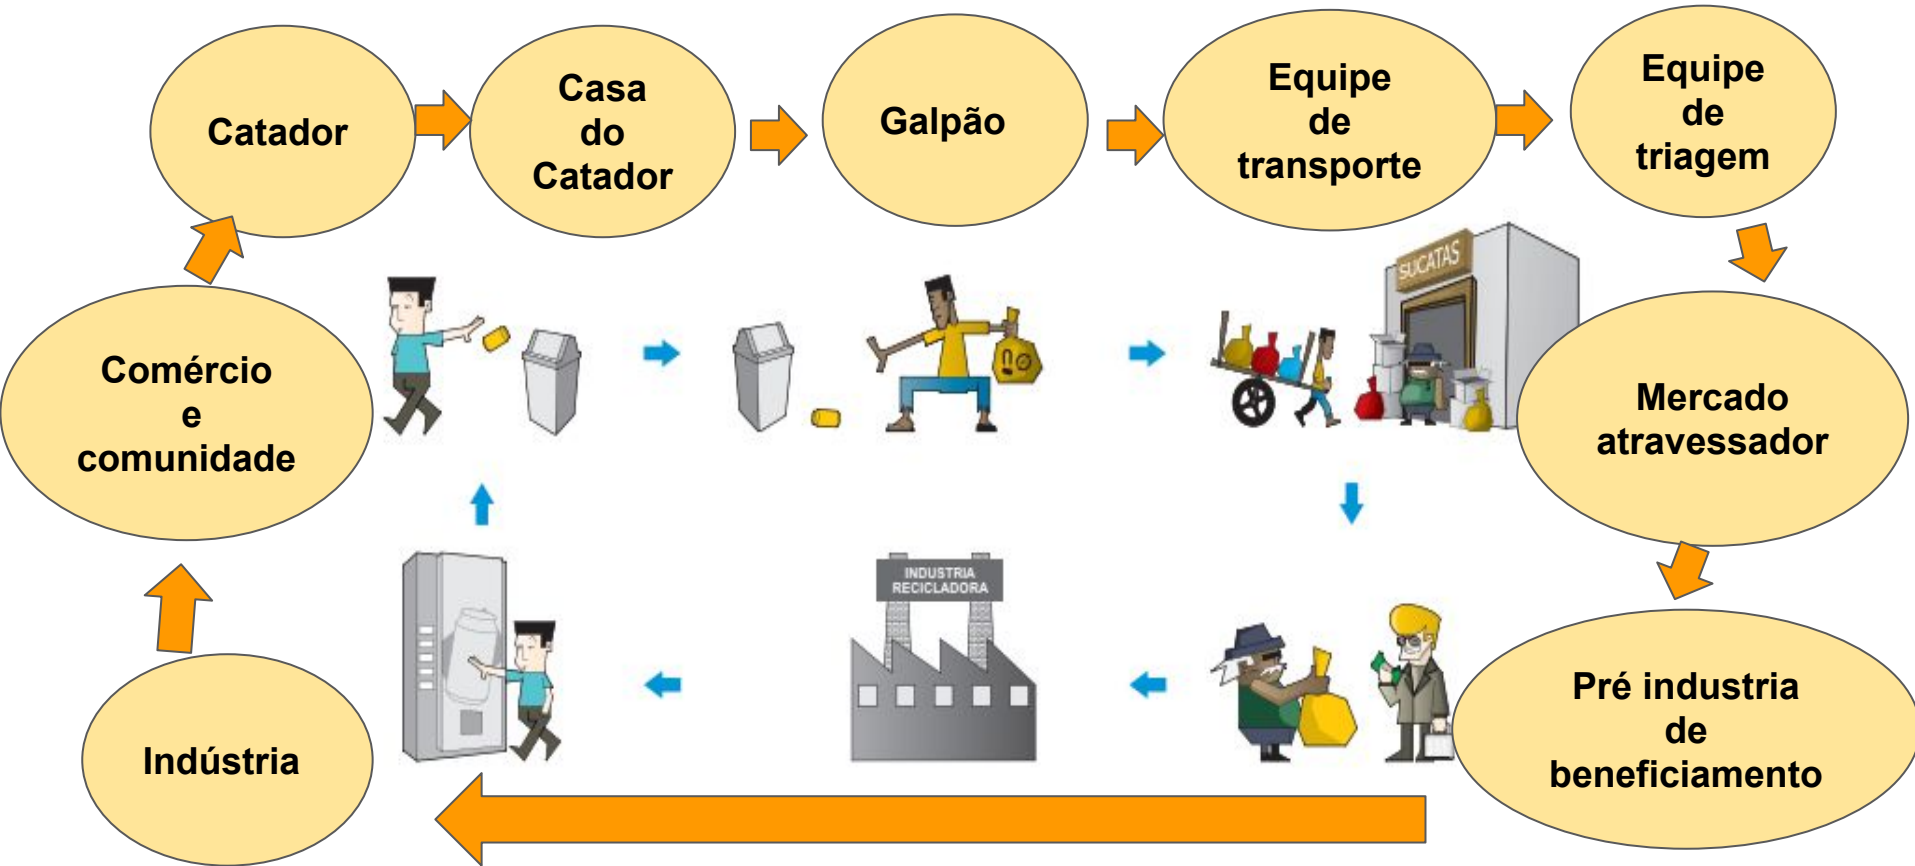 Catador
Casa
do
Catador
Galpão
Equipe
de
transporte
Equipe
de
triagem
SUCATAS
Comércio
e
comunidade
Mercado
atravessador
INDUSTRIA
RECICLADORA
Indústria
Pré industria
de
beneficiamento